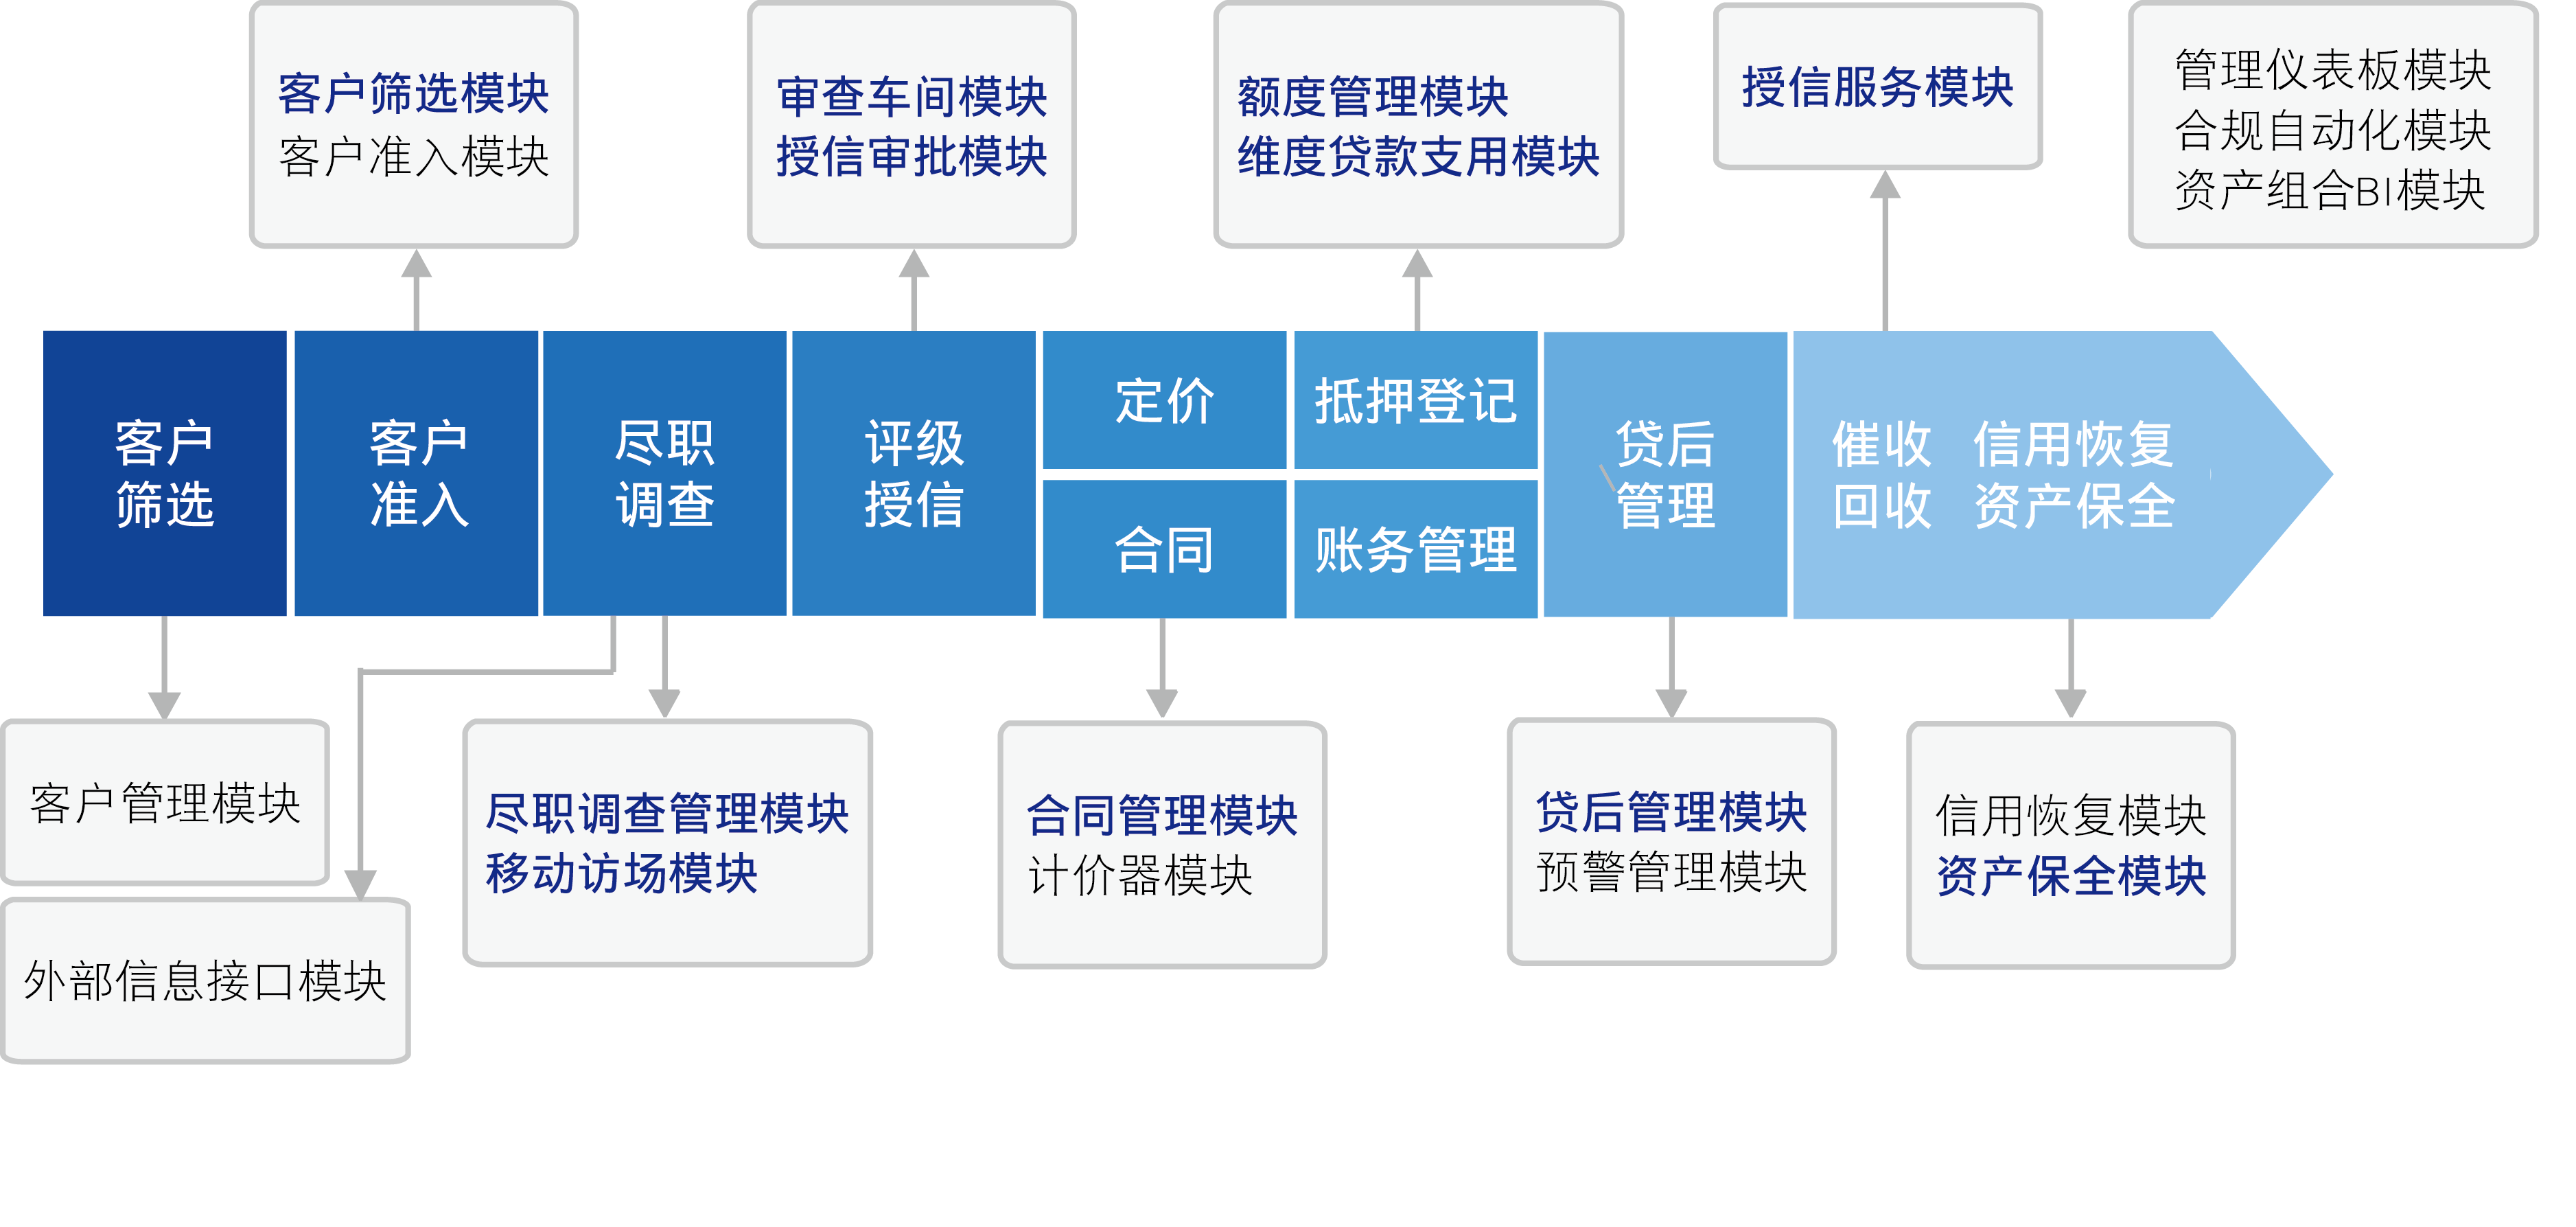 客户筛选模块
客户准入模块
审查车间模块
授信审批模块
额度管理模块
维度贷款支用模块
授信服务模块
管理仪表板模块
合规自动化模块
资产组合BI模块
客户
筛选
客户
准入
尽职
调查
评级
授信
定价
合同
抵押登记
账务管理
贷后
管理
催收 信用恢复
回收 资产保全
客户管理模块
外部信息接口模块
尽职调查管理模块
移动访场模块
合同管理模块
计价器模块
贷后管理模块
预警管理模块
信用恢复模块
资产保全模块